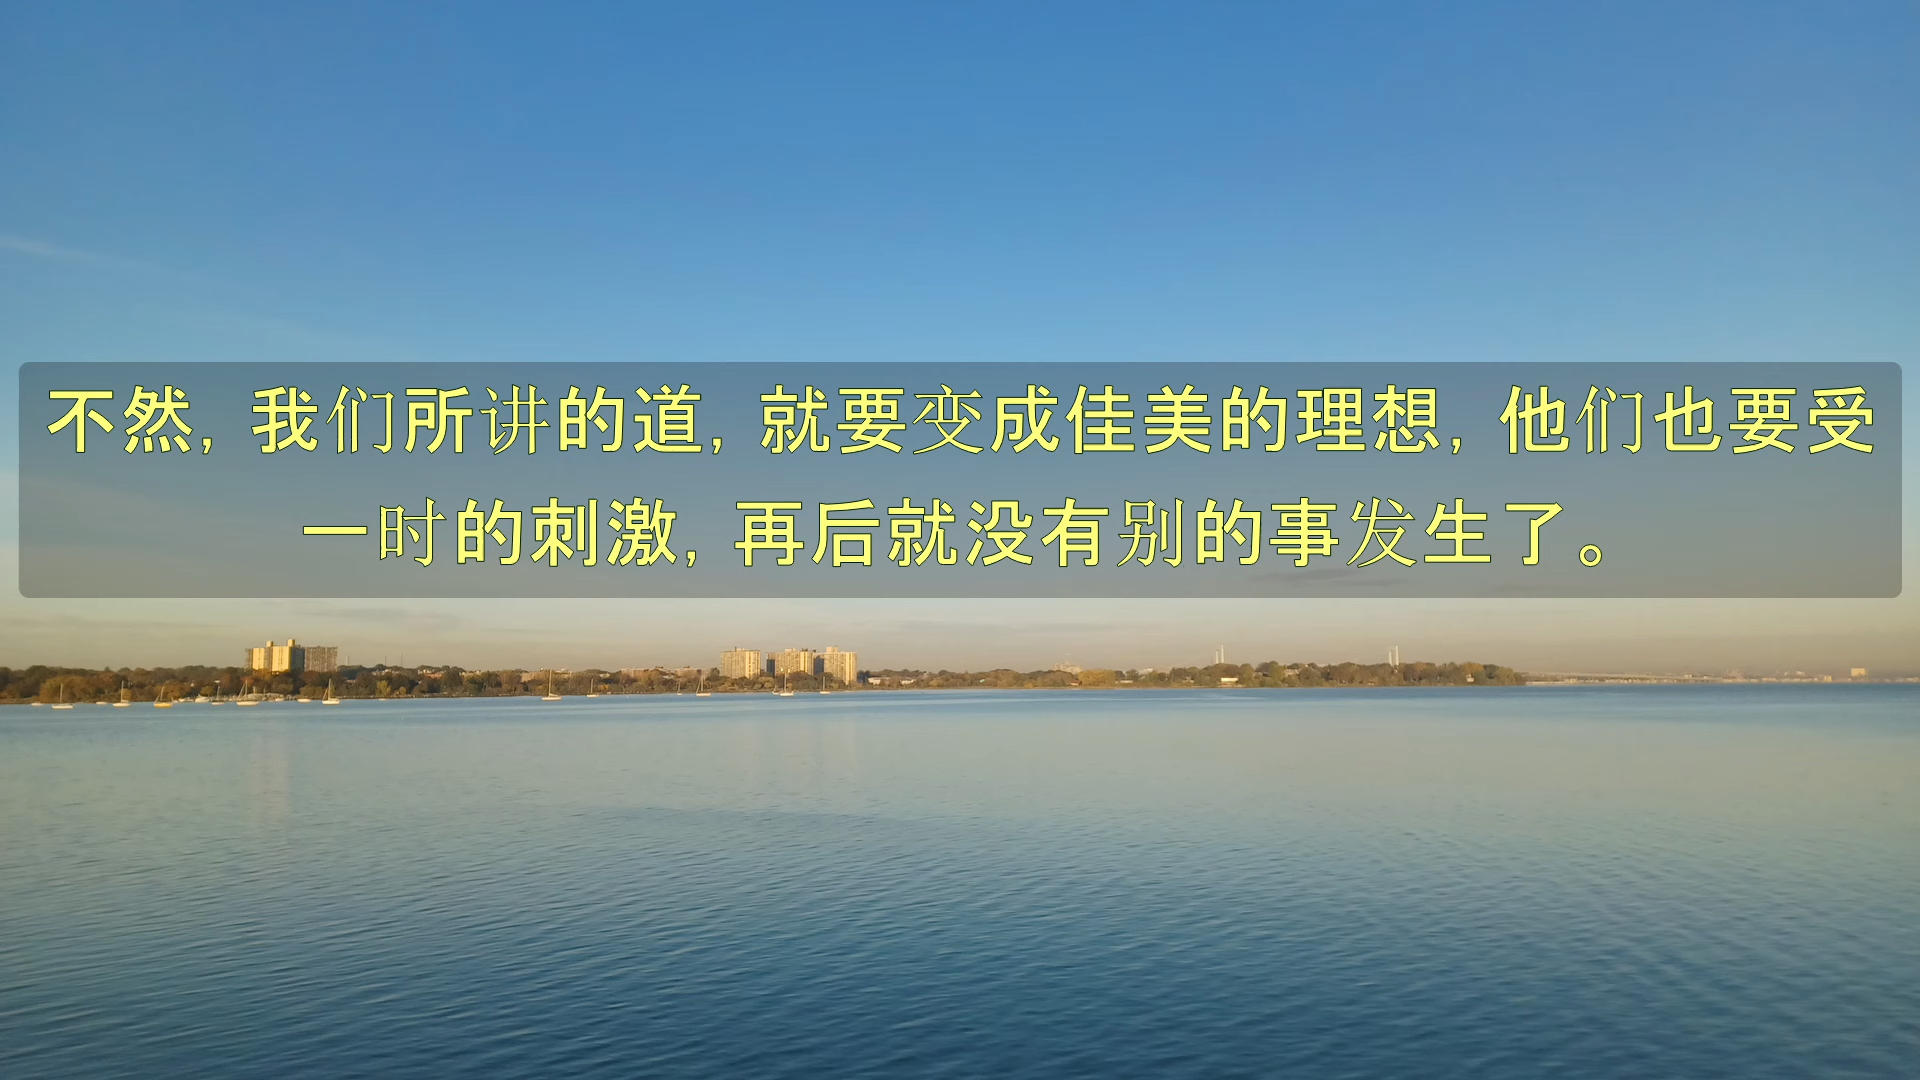 不然, 我们所讲的道, 就要变成佳美的理想, 他们也要受
一时的刺激, 再后就没有别的事发生了。